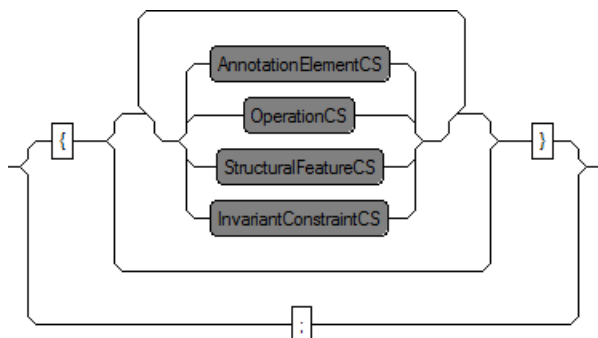 AnnotationElementCS
OperationCS
{
}
StructuralFeatureCS
InvariantConstraintCS
;